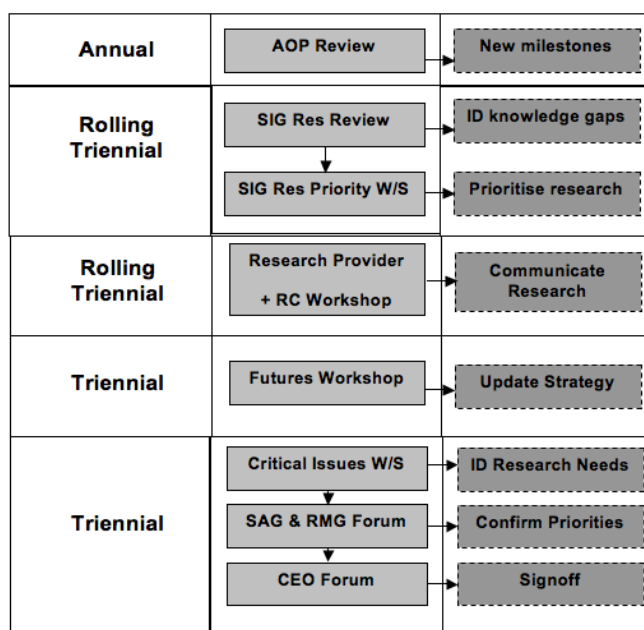 Annual
AOP Review
New milestones
Rolling
Triennial
SIG Res Review
ID knowledge gaps
SIG Res Priority W/S
Prioritise research
Rolling
Triennial
Research Provider
+ RC Workshop
Communicate
Research
Triennial
Futures Workshop
Update Strategy
Triennial
Critical Issues W/S
ID Research Needs
SAG & RMG Forum
Confirm Priorities
CEO Forum
Signoff